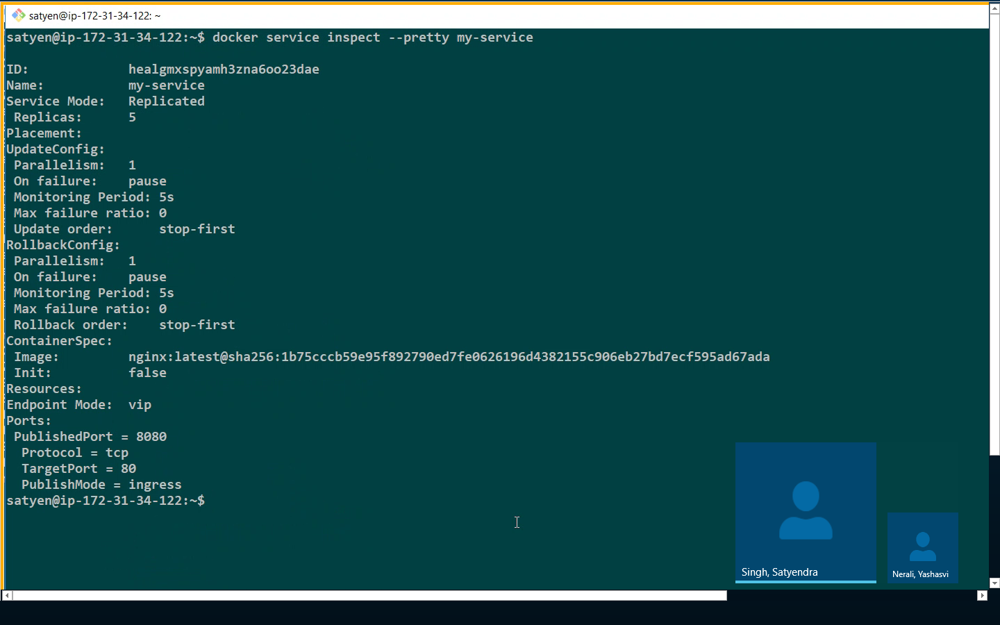 satyen@ip-172-31-34-122: ~
satyen@ip-172-31-34-122:~$ docker service inspect --pretty my-service
ID: healgmxspyamh3zna6oo23dae
Name: my-service
Service Mode: Replicated
Replicas: 5
Placement:
UpdateConfig:
Parallelism: 1
On failure: pause
Monitoring Period: 5s
Max failure ratio: 0
Update order: stop-first
RollbackConfig:
Parallelism: 1
On failure: pause
Monitoring Period: 5s
Max failure ratio: 0
Rollback order: stop-first
ContainerSpec:
Image: nginx:latest@sha256:1b75cccb59e95f892790ed7fe0626196d4382155c906eb27bd7ecf595ad67ada
Init: false
Resources:
Endpoint Mode: vip
Ports:
PublishedPort = 8080
Protocol = tcp
TargetPort = 80
PublishMode = ingress
satyen@ip-172-31-34-122:~$
Singh, Satyendra
Nerali, Yashasvi